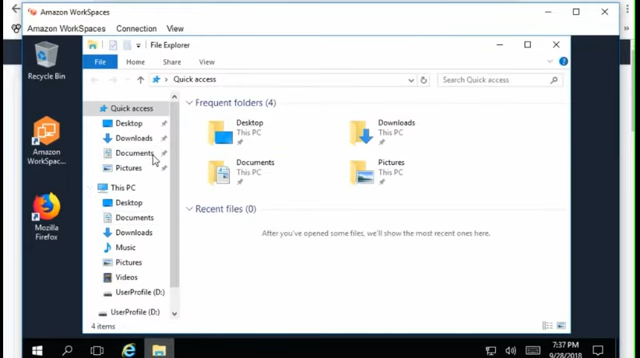 Amazon WorkSpaces
Amazon WorkSpaces Connection View
File Explorer
File Home Share View
Quick access
Search Quick access
Recycle Bin
Amazon WorkSpac...
Mozilla Firefox
Quick access
Desktop
Downloads
Documents
Pictures
This PC
Desktop
Documents
Downloads
Music
Pictures
Videos
UserProfile (D:)
UserProfile (D:)
Frequent folders (4)
Desktop
This PC
Downloads
This PC
Documents
This PC
Pictures
This PC
Recent files (0)
After you've opened some files, we'll show the most recent ones here.
4 items
7:37 PM
9/28/2018